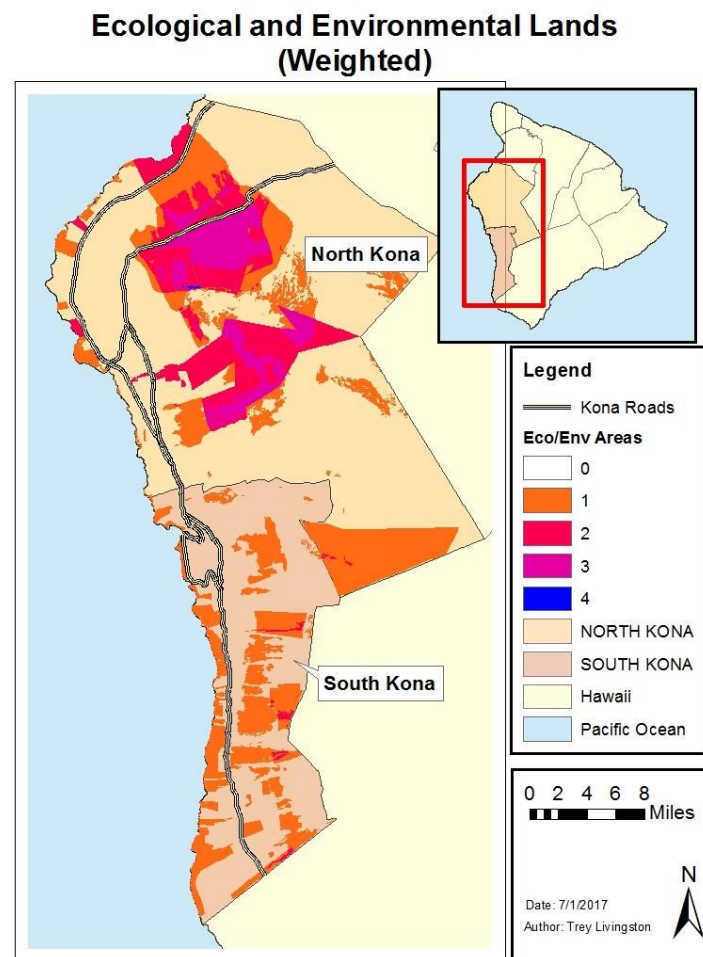 Ecological and Environmental Lands
(Weighted)
North Kona
South Kona
Legend
Kona Roads
Eco/Env Areas
0
1
2
3
4
NORTH KONA
SOUTH KONA
Hawaii
Pacific Ocean
0 2 4 6 8
Miles
N
Date: 7/1/2017
Author: Trey Livingston